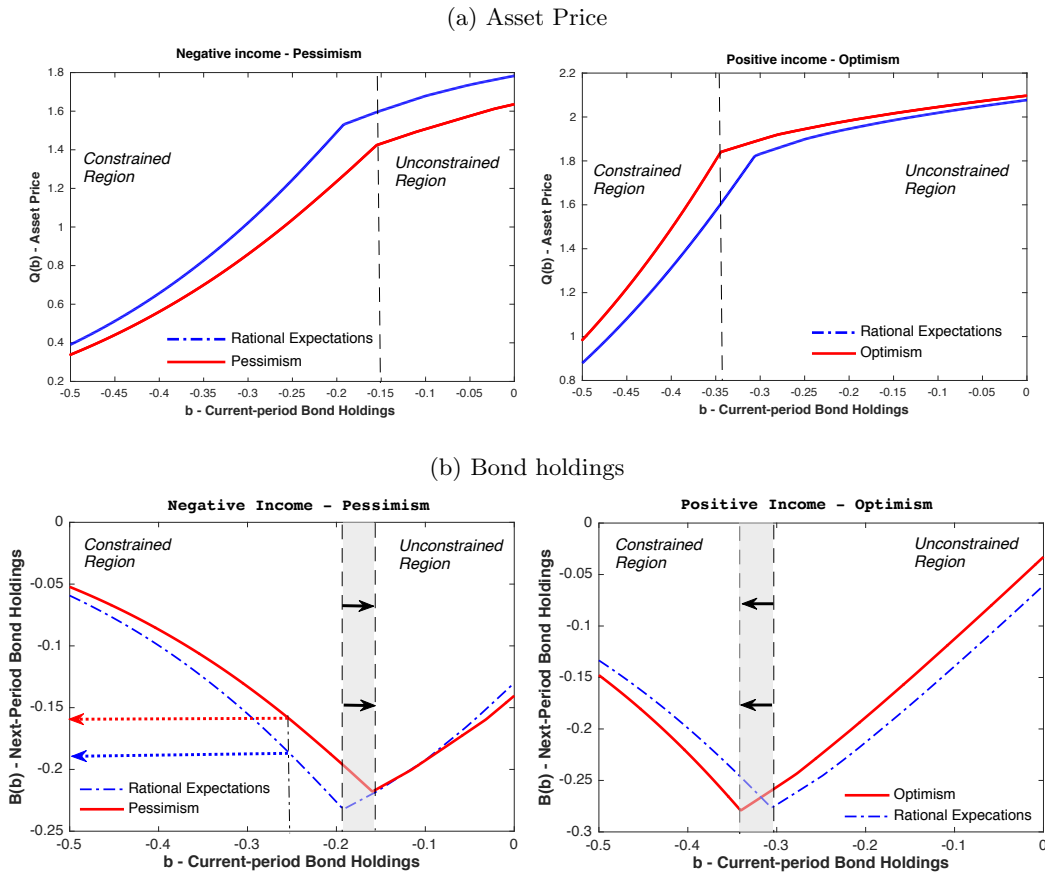 (a) Asset Price
Negative income - Pessimism
Q(b) - Asset Price
1.8
1.6
1.4
1.2
1
0.8
0.6
0.4
0.2
Constrained
Region
Unconstrained
Region
Rational Expectations
Pessimism
-0.5 -0.45 -0.4 -0.35 -0.3 -0.25 -0.2 -0.15 -0.1 -0.05 0
b - Current-period Bond Holdings
Positive income - Optimism
Q(b) - Asset Price
2.2
2
1.8
1.6
1.4
1.2
1
0.8
Constrained
Region
Unconstrained
Region
Rational Expectations
Optimism
-0.5 -0.45 -0.4 -0.35 -0.3 -0.25 -0.2 -0.15 -0.1 -0.05 0
b - Current-period Bond Holdings
(b) Bond holdings
Negative Income - Pessimism
B(b) - Next-Period Bond Holdings
0
-0.05
-0.1
-0.15
-0.2
-0.25
Constrained
Region
Unconstrained
Region
Rational Expectations
Pessimism
-0.5 -0.4 -0.3 -0.2 -0.1 0
b - Current-period Bond Holdings
Positive Income - Optimism
B(b) - Next-Period Bond Holdings
0
-0.05
-0.1
-0.15
-0.2
-0.25
-0.3
Constrained
Region
Unconstrained
Region
Optimism
Rational Expecations
-0.5 -0.4 -0.3 -0.2 -0.1 0
b - Current-period Bond Holdings